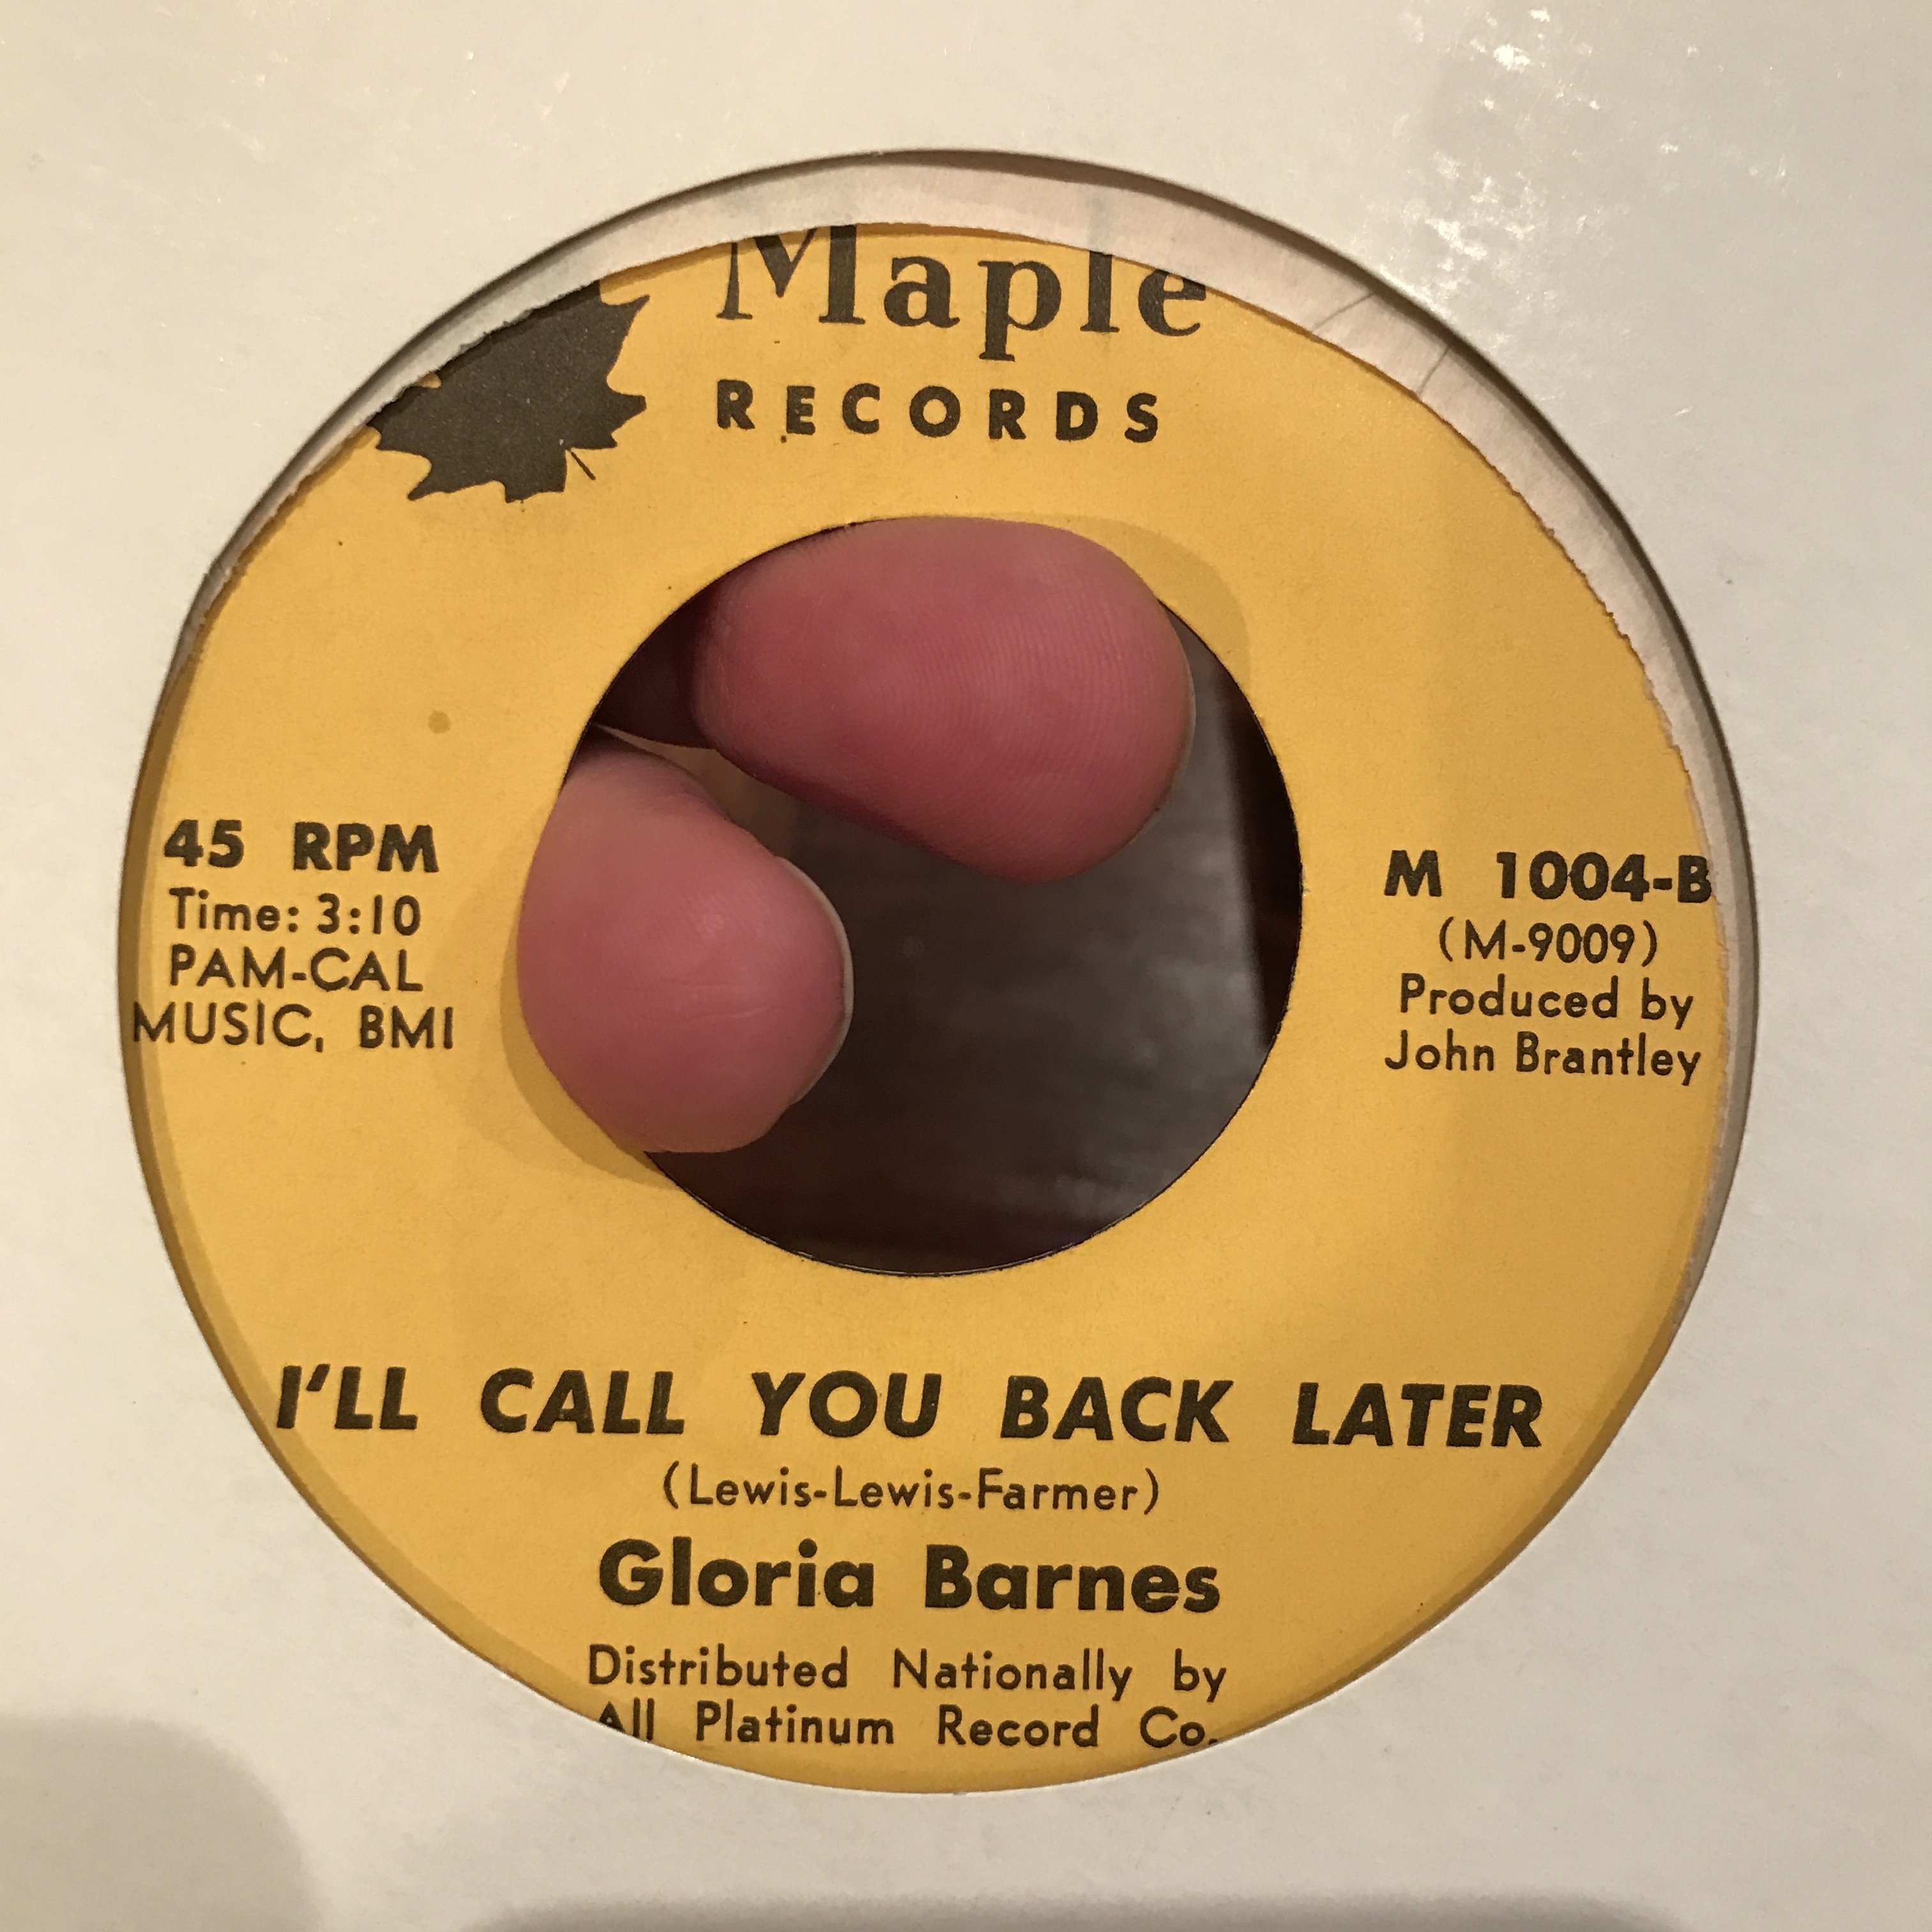 Maple
RECORDS
45 RPM
Time: 3:10
PAM-CAL
MUSIC, BMI
M 1004-B
(M-9009)
Produced by
John Brantley
I'LL CALL YOU BACK LATER
(Lewis-Lewis-Farmer)
Gloria Barnes
Distributed Nationally by
All Platinum Record Co.